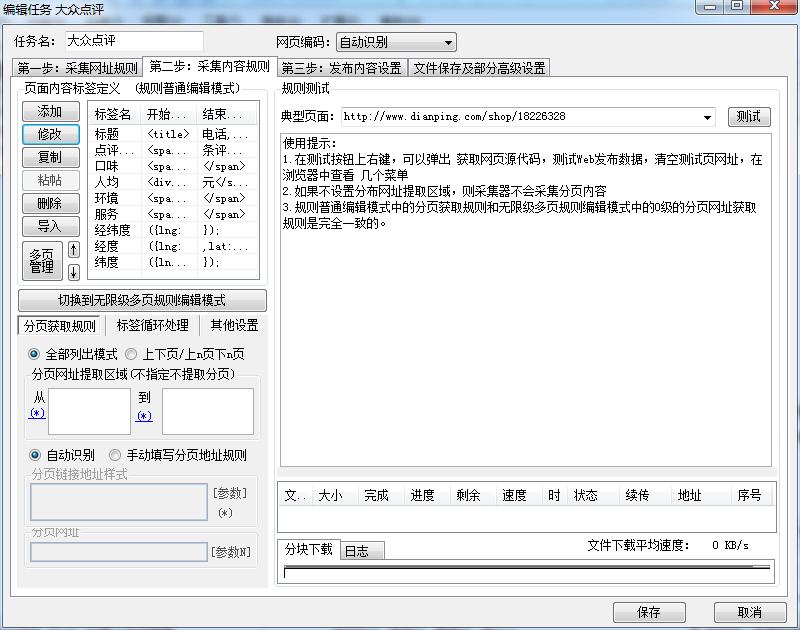 编辑任务 大众点评
任务名： 大众点评 网页编码： 自动识别
第一步：采集网址规则 第二步：采集内容规则 第三步：发布内容设置 文件保存及部分高级设置
页面内容标签定义 （规则普通编辑模式）
添加
修改
复制
粘帖
删除
导入
多页
管理
↑
↓
标签名 开始... 结束...
标题 <title> 电话,...
点评... <spa... 条评...
口味 <spa... </span>
人均 <div... 元</s...
环境 <spa... </span>
服务 <spa... </span>
经纬度 ({lng: });
经度 ({lng: ,lat:...
纬度 ({ln... });
切换到无限级多页规则编辑模式
分页获取规则 标签循环处理 其他设置
全部列出模式 上下页/上n页下n页
分页网址提取区域(不指定不提取分页)
从 到
(*) (*)
自动识别 手动填写分页地址规则
分页链接地址样式
[参数]
(*)
分页网址
[参数N]
规则测试
典型页面： http://www.dianping.com/shop/18226328 测试
使用提示：
1.在测试按钮上右键，可以弹出 获取网页源代码，测试Web发布数据，清空测试页网址，在
浏览器中查看 几个菜单
2.如果不设置分布网址提取区域，则采集器不会采集分页内容
3.规则普通编辑模式中的分页获取规则和无限级多页规则编辑模式中的0级的分页网址获取
规则是完全一致的。
文.. 大小 完成 进度 剩余 速度 时 状态 续传 地址 序号
分块下载 日志 文件下载平均速度： 0 KB/s
保存 取消